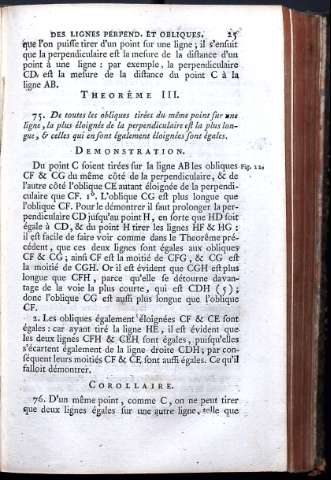 DES LIGNES PERPEND. ET OBLIQUES. 25
que l'on puisse tirer d'un point sur une ligne ; il s'ensuit
que la perpendiculaire est la mesure de la distance d'un
point à une ligne : par exemple, la perpendiculaire
CD, est la mesure de la distance du point C à la
ligne AB.
THEORÊME III.
75. De toutes les obliques tirées du même point sur une
ligne, la plus éloignée de la perpendiculaire est la plus lon-
gue, & celles qui en sont également éloignées sont égales.
DEMONSTRATION.
Du point C soient tirées sur la ligne AB les obliques Fig. 22.
CF & CG du même côté de la perpendiculaire, & de
l'autre côté l'oblique CE autant éloignée de la perpendi-
culaire que CF. 1°. L'oblique CG est plus longue que
l'oblique CF. Pour le démontrer il faut prolonger la per-
pendiculaire CD jusqu'au point H, en sorte que HD soit
égale à CD, & du point H tirer les lignes HF & HG :
il est facile de faire voir comme dans le Theorême pré-
cédent, que ces deux lignes sont égales aux obliques
CF & CG ; ainsi CF est la moitié de CFG, & CG est
la moitié de CGH. Or il est évident que CGH est plus
longue que CFH, parce qu'elle se détourne davan-
tage de la voie la plus courte, qui est CDH (5) ;
donc l'oblique CG est aussi plus longue que l'oblique
CF.
2. Les obliques également éloignées CF & CE sont
égales : car ayant tiré la ligne HE, il est évident que
les deux lignes CFH & CEH sont égales, puisqu'elles
s'écartent également de la ligne droite CDH ; par con-
séquent leurs moitiés CF & CE sont aussi égales. Ce qu'il
falloit démontrer.
COROLLAIRE.
76. D'un même point, comme C, on ne peut tirer
que deux lignes égales sur une autre ligne, telle que